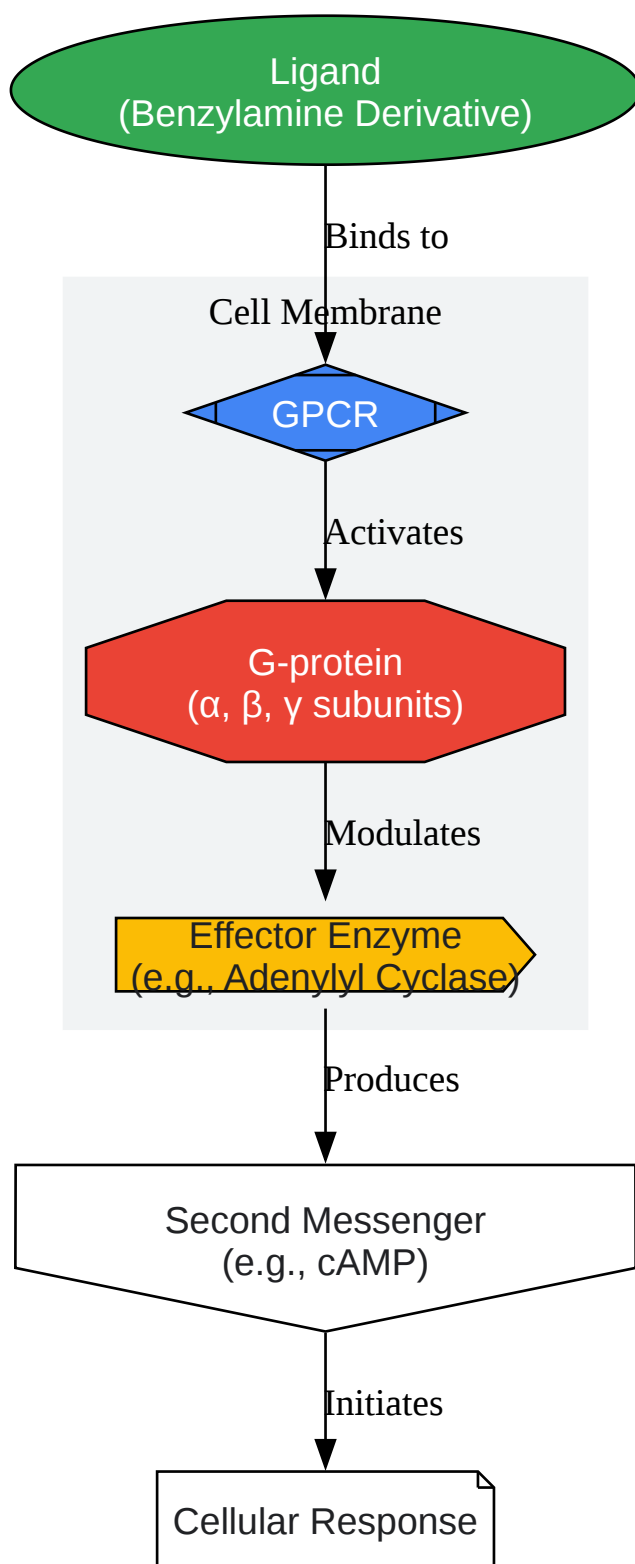 Ligand
(Benzylamine Derivative)
Binds to
Cell Membrane
GPCR
Activates
G-protein
(α, β, γ subunits)
Modulates
Effector Enzyme
(e.g., Adenylyl Cyclase)
Produces
Second Messenger
(e.g., cAMP)
Initiates
Cellular Response